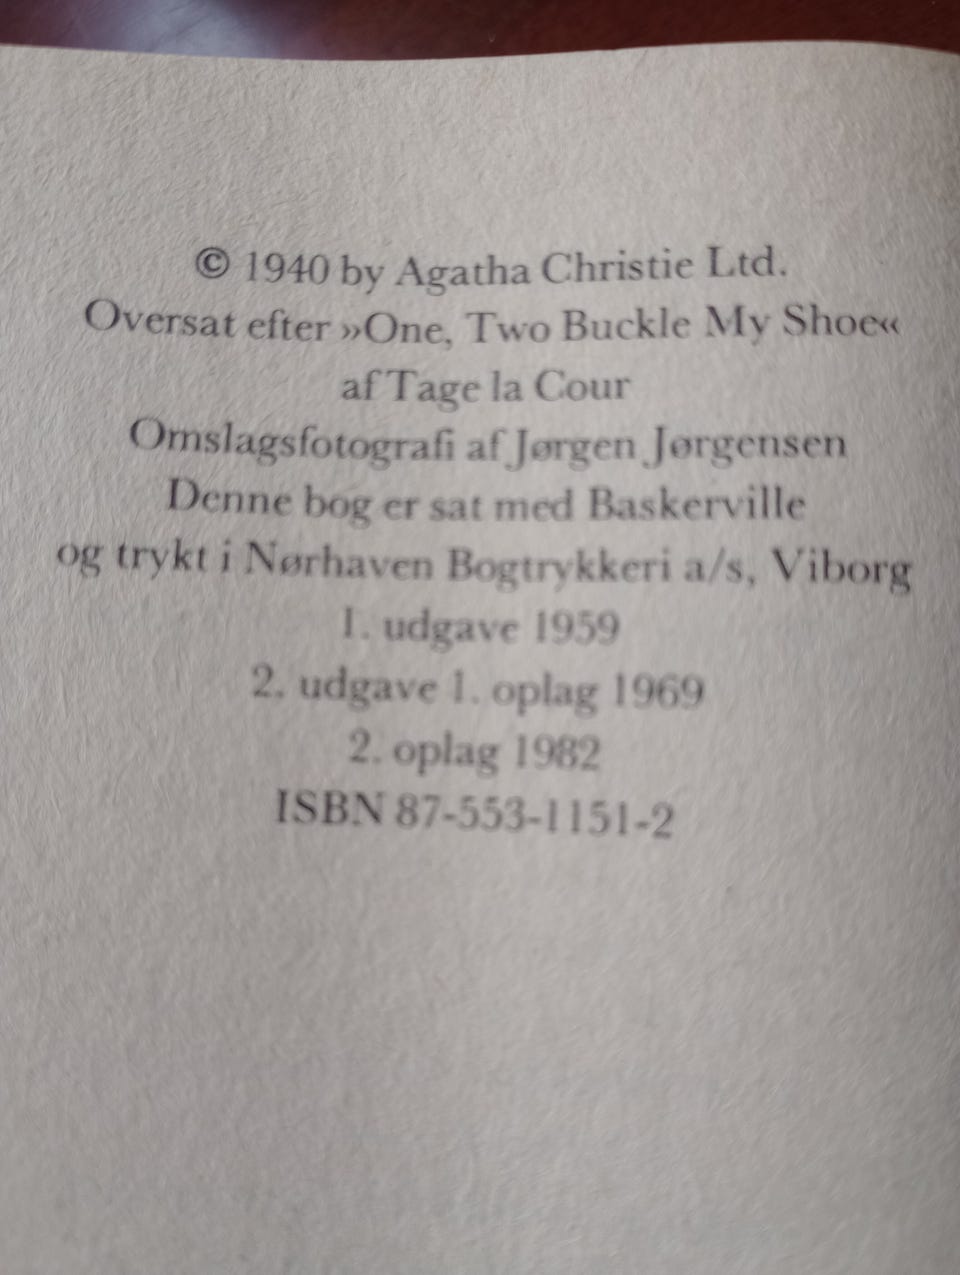 © 1940 by Agatha Christie Ltd.
Oversat efter »One, Two Buckle My Shoe«
af Tage la Cour
Omslagsfotografi af Jørgen Jørgensen
Denne bog er sat med Baskerville
og trykt i Nørhaven Bogtrykkeri a/s, Viborg
1. udgave 1959
2. udgave 1. oplag 1969
2. oplag 1982
ISBN 87-553-1151-2